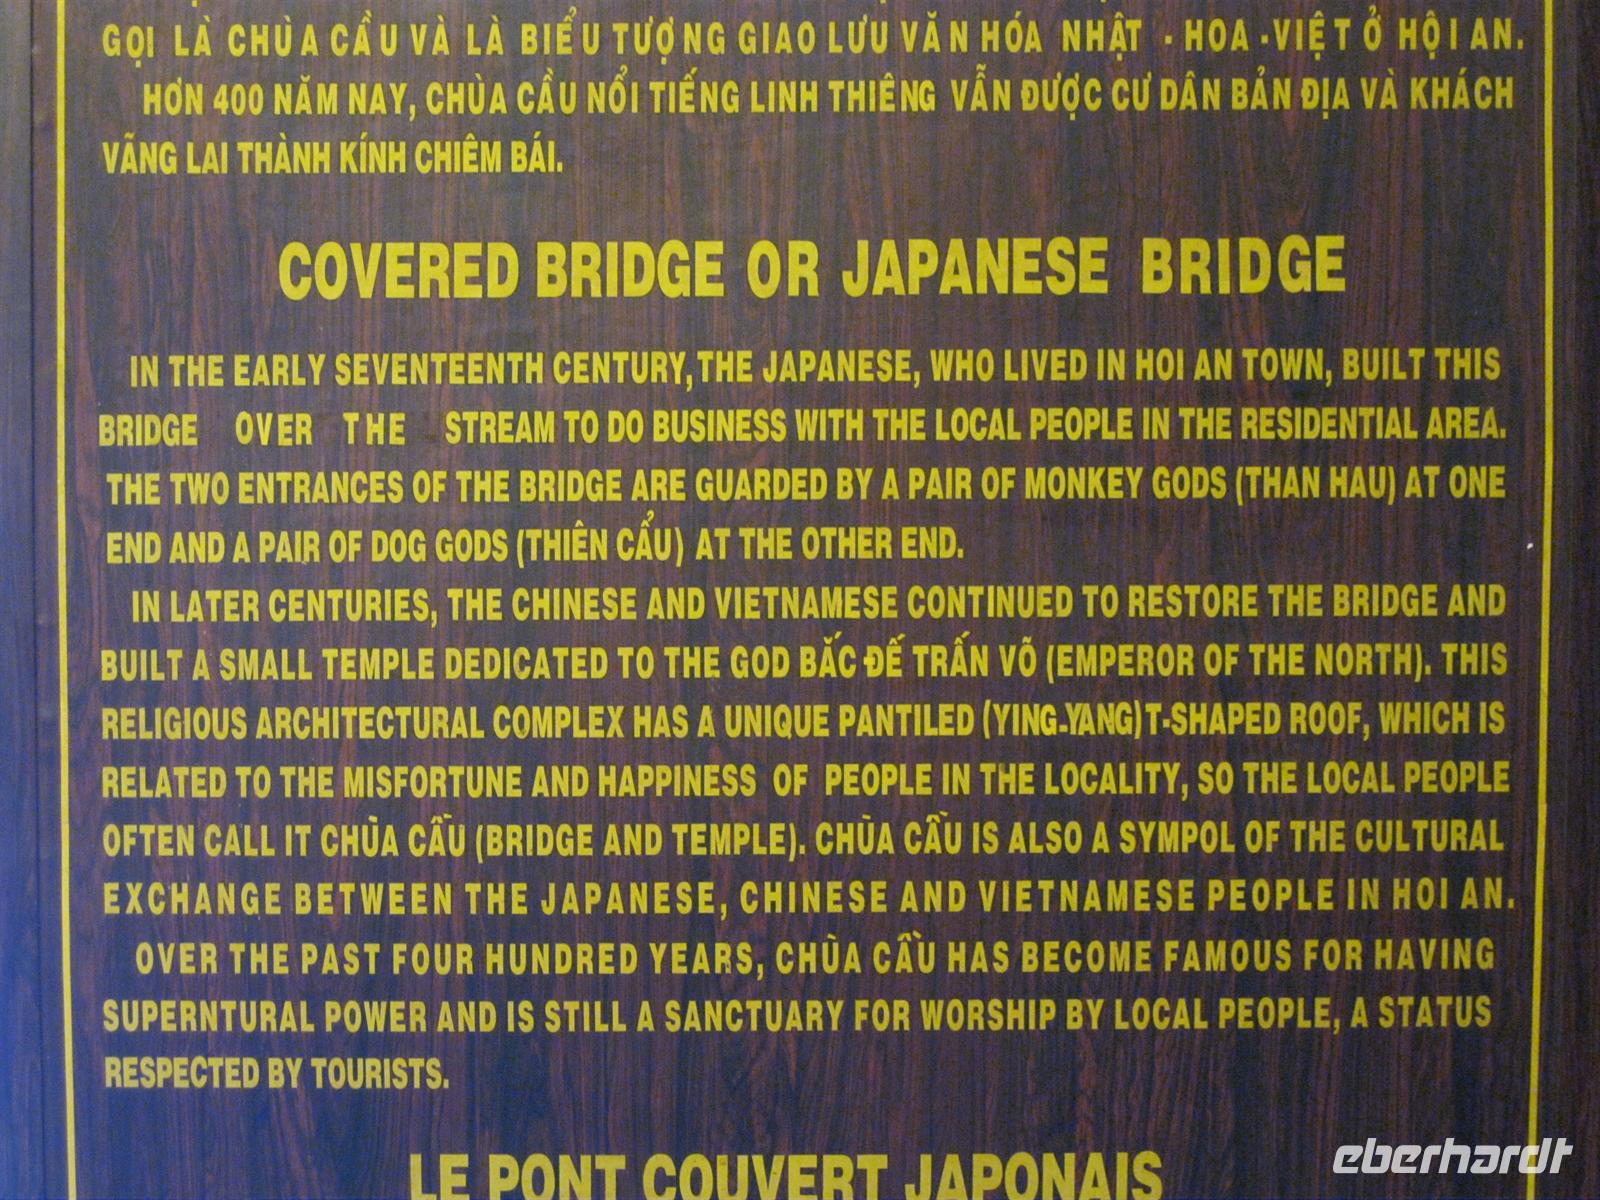 GỌI LÀ CHÙA CẦU VÀ LÀ BIỂU TƯỢNG GIAO LƯU VĂN HÓA NHẬT - HOA - VIỆT Ở HỘI AN.
HƠN 400 NĂM NAY, CHÙA CẦU NỔI TIẾNG LINH THIÊNG VẪN ĐƯỢC CƯ DÂN BẢN ĐỊA VÀ KHÁCH
VÃNG LAI THÀNH KÍNH CHIÊM BÁI.
COVERED BRIDGE OR JAPANESE BRIDGE
IN THE EARLY SEVENTEENTH CENTURY, THE JAPANESE, WHO LIVED IN HOI AN TOWN, BUILT THIS
BRIDGE OVER THE STREAM TO DO BUSINESS WITH THE LOCAL PEOPLE IN THE RESIDENTIAL AREA.
THE TWO ENTRANCES OF THE BRIDGE ARE GUARDED BY A PAIR OF MONKEY GODS (THAN HAU) AT ONE
END AND A PAIR OF DOG GODS (THIÊN CẨU) AT THE OTHER END.
IN LATER CENTURIES, THE CHINESE AND VIETNAMESE CONTINUED TO RESTORE THE BRIDGE AND
BUILT A SMALL TEMPLE DEDICATED TO THE GOD BẮC ĐẾ TRẤN VÕ (EMPEROR OF THE NORTH). THIS
RELIGIOUS ARCHITECTURAL COMPLEX HAS A UNIQUE PANTILED (YING-YANG) T-SHAPED ROOF, WHICH IS
RELATED TO THE MISFORTUNE AND HAPPINESS OF PEOPLE IN THE LOCALITY, SO THE LOCAL PEOPLE
OFTEN CALL IT CHÙA CẦU (BRIDGE AND TEMPLE). CHÙA CẦU IS ALSO A SYMPOL OF THE CULTURAL
EXCHANGE BETWEEN THE JAPANESE, CHINESE AND VIETNAMESE PEOPLE IN HOI AN.
OVER THE PAST FOUR HUNDRED YEARS, CHÙA CẦU HAS BECOME FAMOUS FOR HAVING
SUPERNTURAL POWER AND IS STILL A SANCTUARY FOR WORSHIP BY LOCAL PEOPLE, A STATUS
RESPECTED BY TOURISTS.
LE PONT COUVERT JAPONAIS
eberhardt